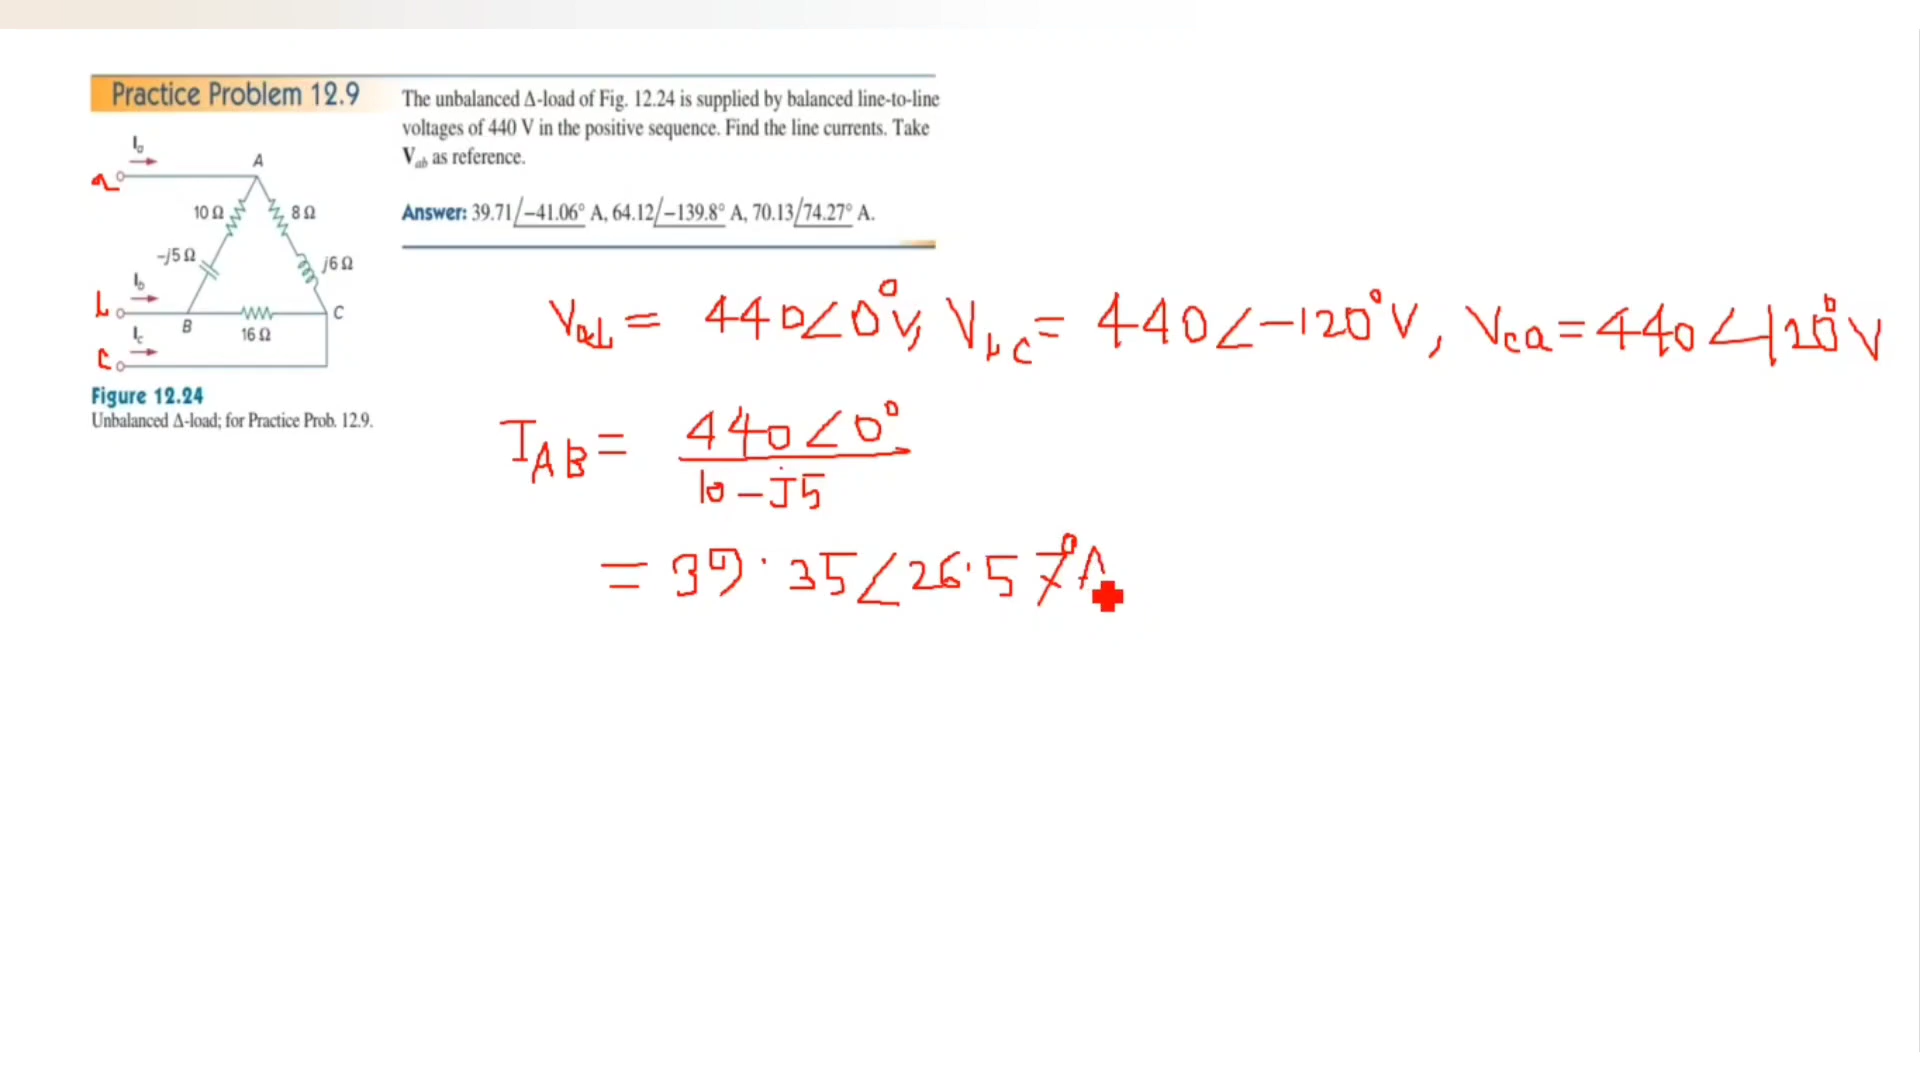 Practice Problem 12.9
The unbalanced Δ-load of Fig. 12.24 is supplied by balanced line-to-line
voltages of 440 V in the positive sequence. Find the line currents. Take
Vab as reference.
Answer: 39.71/−41.06° A, 64.12/−139.8° A, 70.13/74.27° A.
Ia
a
A
10 Ω
8 Ω
−j5 Ω
j6 Ω
Ib
b
B
C
16 Ω
Ic
c
Figure 12.24
Unbalanced Δ-load; for Practice Prob. 12.9.
Vab = 440∠0°V, Vbc = 440∠-120°V, Vca = 440∠120°V
IAB = 440∠0°
10-j5
= 39.35∠26.57°A